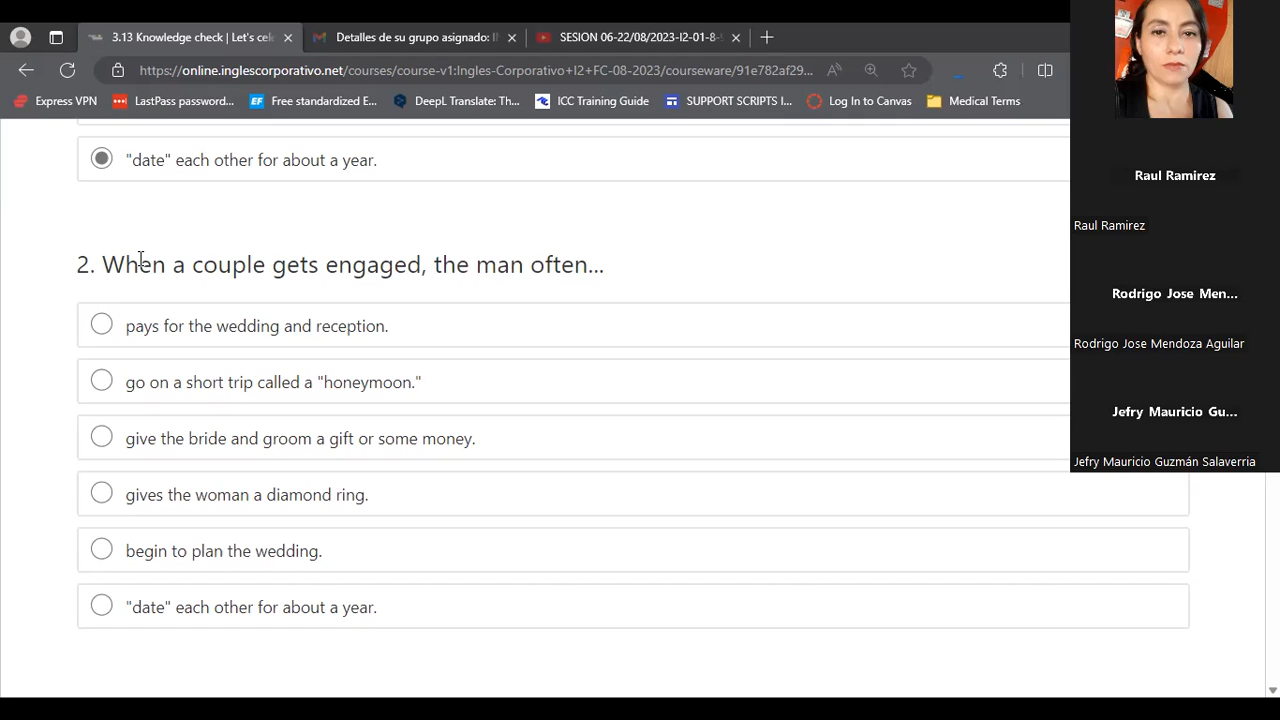 3.13 Knowledge check | Let's cel
Detalles de su grupo asignado: I
SESION 06-22/08/2023-I2-01-8-
https://online.inglescorporativo.net/courses/course-v1:Ingles-Corporativo+I2+FC-08-2023/courseware/91e782af29...
Express VPN
LastPass password...
Free standardized E...
DeepL Translate: Th...
ICC Training Guide
SUPPORT SCRIPTS I...
Log In to Canvas
Medical Terms
"date" each other for about a year.
2. When a couple gets engaged, the man often...
pays for the wedding and reception.
go on a short trip called a "honeymoon."
give the bride and groom a gift or some money.
gives the woman a diamond ring.
begin to plan the wedding.
"date" each other for about a year.
Raul Ramirez
Raul Ramirez
Rodrigo Jose Men...
Rodrigo Jose Mendoza Aguilar
Jefry Mauricio Gu...
Jefry Mauricio Guzmán Salaverria